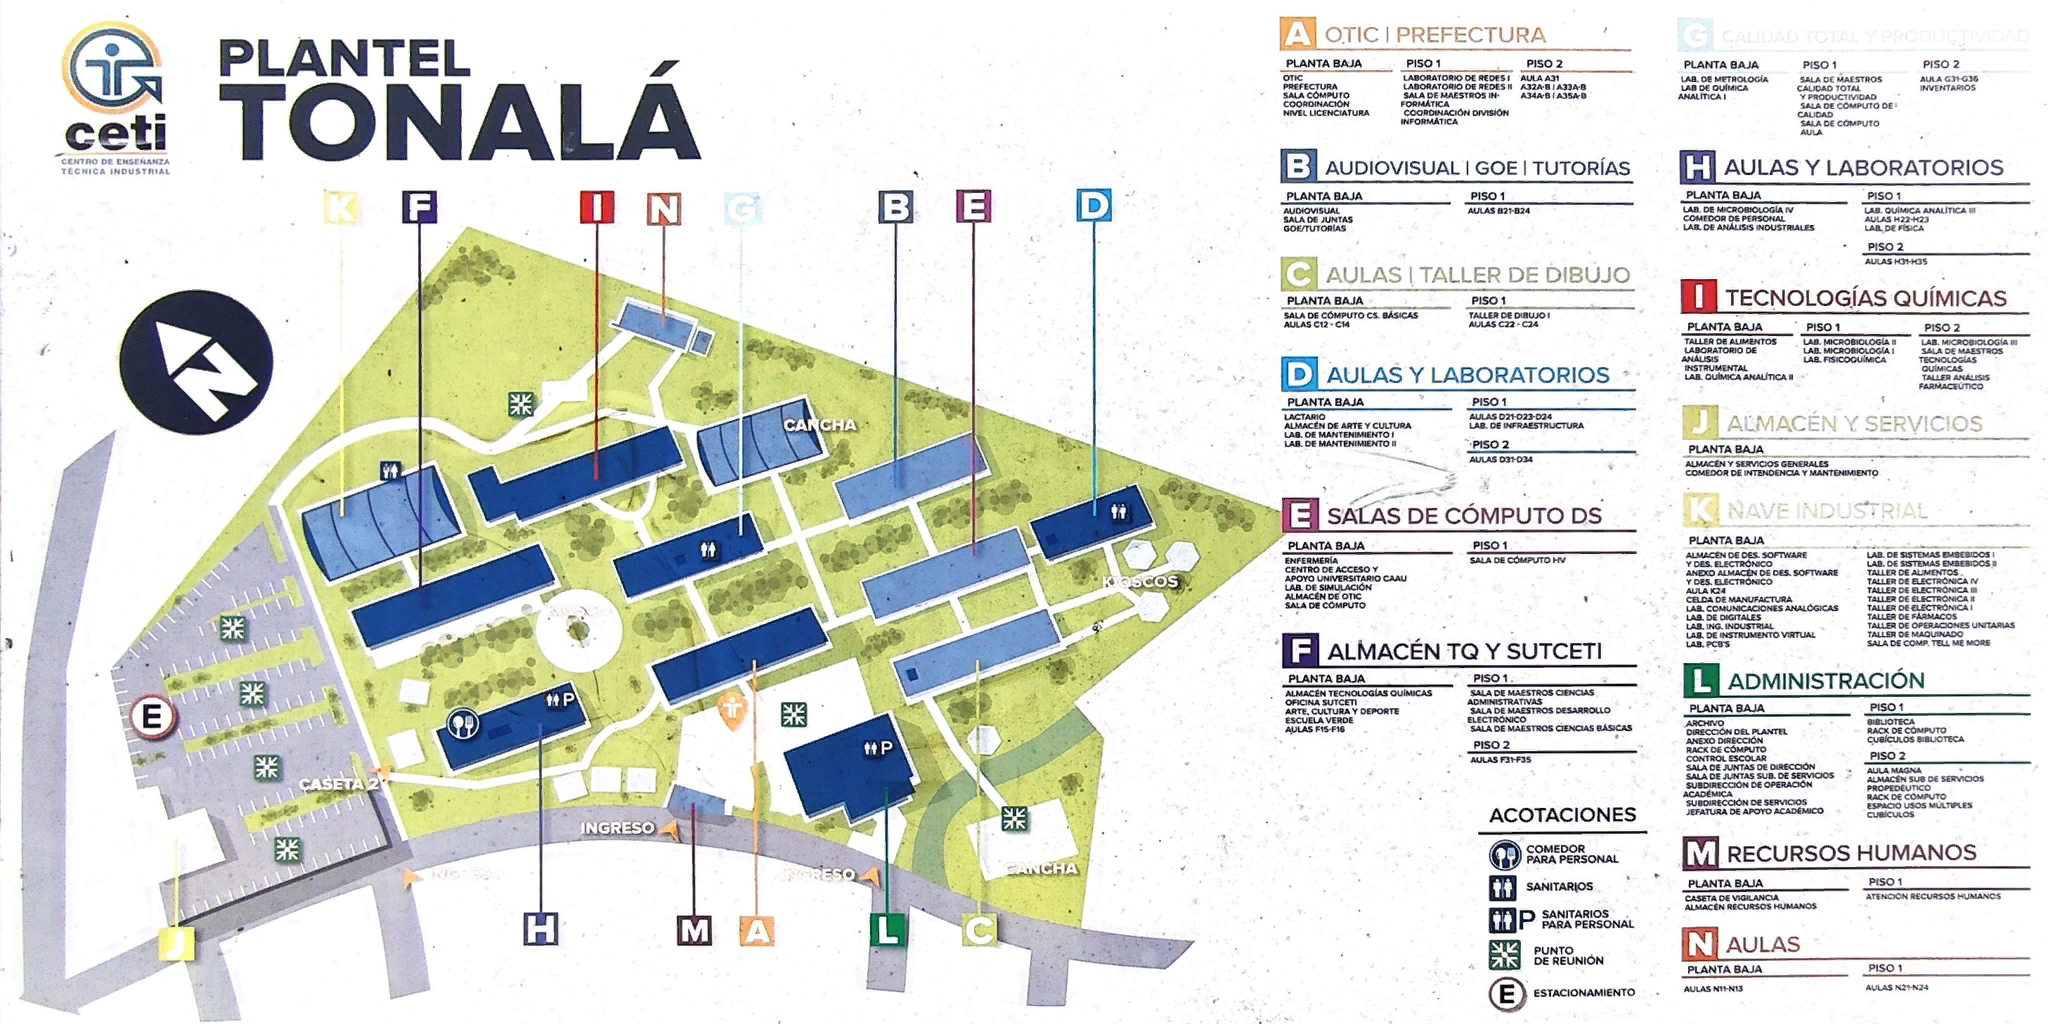 ceti
CENTRO DE ENSEÑANZA
TÉCNICA INDUSTRIAL
PLANTEL
TONALÁ
K F I N G B E D
N
CANCHA
KIOSCOS
E
P
P
CASETA 2
INGRESO
INGRESO
INGRESO
CANCHA
J H M A L C
A OTIC | PREFECTURA
PLANTA BAJA
OTIC
PREFECTURA
SALA CÓMPUTO
COORDINACIÓN
NIVEL LICENCIATURA
PISO 1
LABORATORIO DE REDES I
LABORATORIO DE REDES II
SALA DE MAESTROS IN-
FORMÁTICA
COORDINACIÓN DIVISIÓN
INFORMÁTICA
PISO 2
AULA A31
A32A-B | A33A-B
A34A-B | A35A-B
B AUDIOVISUAL | GOE | TUTORÍAS
PLANTA BAJA
AUDIOVISUAL
SALA DE JUNTAS
GOE/TUTORÍAS
PISO 1
AULAS B21-B24
C AULAS | TALLER DE DIBUJO
PLANTA BAJA
SALA DE CÓMPUTO CS. BÁSICAS
AULAS C12 - C14
PISO 1
TALLER DE DIBUJO I
AULAS C22 - C24
D AULAS Y LABORATORIOS
PLANTA BAJA
LACTARIO
ALMACÉN DE ARTE Y CULTURA
LAB. DE MANTENIMIENTO I
LAB. DE MANTENIMIENTO II
PISO 1
AULAS D21-D23-D24
LAB. DE INFRAESTRUCTURA
PISO 2
AULAS D31-D34
E SALAS DE CÓMPUTO DS
PLANTA BAJA
ENFERMERÍA
CENTRO DE ACCESO Y
APOYO UNIVERSITARIO CAAU
LAB. DE SIMULACIÓN
ALMACÉN DE OTIC
SALA DE CÓMPUTO
PISO 1
SALA DE CÓMPUTO HV
F ALMACÉN TQ Y SUTCETI
PLANTA BAJA
ALMACÉN TECNOLOGÍAS QUÍMICAS
OFICINA SUTCETI
ARTE, CULTURA Y DEPORTE
ESCUELA VERDE
AULAS F15-F16
PISO 1
SALA DE MAESTROS CIENCIAS
ADMINISTRATIVAS
SALA DE MAESTROS DESARROLLO
ELECTRÓNICO
SALA DE MAESTROS CIENCIAS BÁSICAS
PISO 2
AULAS F31-F35
ACOTACIONES
COMEDOR
PARA PERSONAL
SANITARIOS
P SANITARIOS
PARA PERSONAL
PUNTO
DE REUNIÓN
E ESTACIONAMIENTO
G CALIDAD TOTAL Y PRODUCTIVIDAD
PLANTA BAJA
LAB. DE METROLOGÍA
LAB DE QUÍMICA
ANALÍTICA I
PISO 1
SALA DE MAESTROS
CALIDAD TOTAL
Y PRODUCTIVIDAD
SALA DE CÓMPUTO DE
CALIDAD
SALA DE CÓMPUTO
AULA
PISO 2
AULA G31-G36
INVENTARIOS
H AULAS Y LABORATORIOS
PLANTA BAJA
LAB. DE MICROBIOLOGÍA IV
COMEDOR DE PERSONAL
LAB. DE ANÁLISIS INDUSTRIALES
PISO 1
LAB. QUÍMICA ANALÍTICA III
AULAS H22-H23
LAB. DE FÍSICA
PISO 2
AULAS H31-H35
I TECNOLOGÍAS QUÍMICAS
PLANTA BAJA
TALLER DE ALIMENTOS
LABORATORIO DE
ANÁLISIS
INSTRUMENTAL
LAB. QUÍMICA ANALÍTICA II
PISO 1
LAB. MICROBIOLOGÍA II
LAB. MICROBIOLOGÍA I
LAB. FISICOQUÍMICA
PISO 2
LAB. MICROBIOLOGÍA III
SALA DE MAESTROS
TECNOLOGÍAS
QUÍMICAS
TALLER ANÁLISIS
FARMACEÚTICO
J ALMACÉN Y SERVICIOS
PLANTA BAJA
ALMACÉN Y SERVICIOS GENERALES
COMEDOR DE INTENDENCIA Y MANTENIMIENTO
K NAVE INDUSTRIAL
PLANTA BAJA
ALMACÉN DE DES. SOFTWARE
Y DES. ELECTRÓNICO
ANEXO ALMACÉN DE DES. SOFTWARE
Y DES. ELECTRÓNICO
AULA K24
CELDA DE MANUFACTURA
LAB. COMUNICACIONES ANALÓGICAS
LAB. DE DIGITALES
LAB. ING. INDUSTRIAL
LAB. DE INSTRUMENTO VIRTUAL
LAB. PCB'S
LAB. DE SISTEMAS EMBEBIDOS I
LAB. DE SISTEMAS EMBEBIDOS II
TALLER DE ALIMENTOS
TALLER DE ELECTRÓNICA IV
TALLER DE ELECTRÓNICA III
TALLER DE ELECTRÓNICA II
TALLER DE ELECTRÓNICA I
TALLER DE FÁRMACOS
TALLER DE OPERACIONES UNITARIAS
TALLER DE MAQUINADO
SALA DE COMP. TELL ME MORE
L ADMINISTRACIÓN
PLANTA BAJA
ARCHIVO
DIRECCIÓN DEL PLANTEL
ANEXO DIRECCIÓN
RACK DE CÓMPUTO
CONTROL ESCOLAR
SALA DE JUNTAS DE DIRECCIÓN
SALA DE JUNTAS SUB. DE SERVICIOS
SUBDIRECCIÓN DE OPERACIÓN
ACADÉMICA
SUBDIRECCIÓN DE SERVICIOS
JEFATURA DE APOYO ACADÉMICO
PISO 1
BIBLIOTECA
RACK DE CÓMPUTO
CUBÍCULOS BIBLIOTECA
PISO 2
AULA MAGNA
ALMACÉN SUB DE SERVICIOS
PROPEDÉUTICO
RACK DE CÓMPUTO
ESPACIO USOS MÚLTIPLES
CUBÍCULOS
M RECURSOS HUMANOS
PLANTA BAJA
CASETA DE VIGILANCIA
ALMACÉN RECURSOS HUMANOS
PISO 1
ATENCIÓN RECURSOS HUMANOS
N AULAS
PLANTA BAJA
AULAS N11-N13
PISO 1
AULAS N21-N24